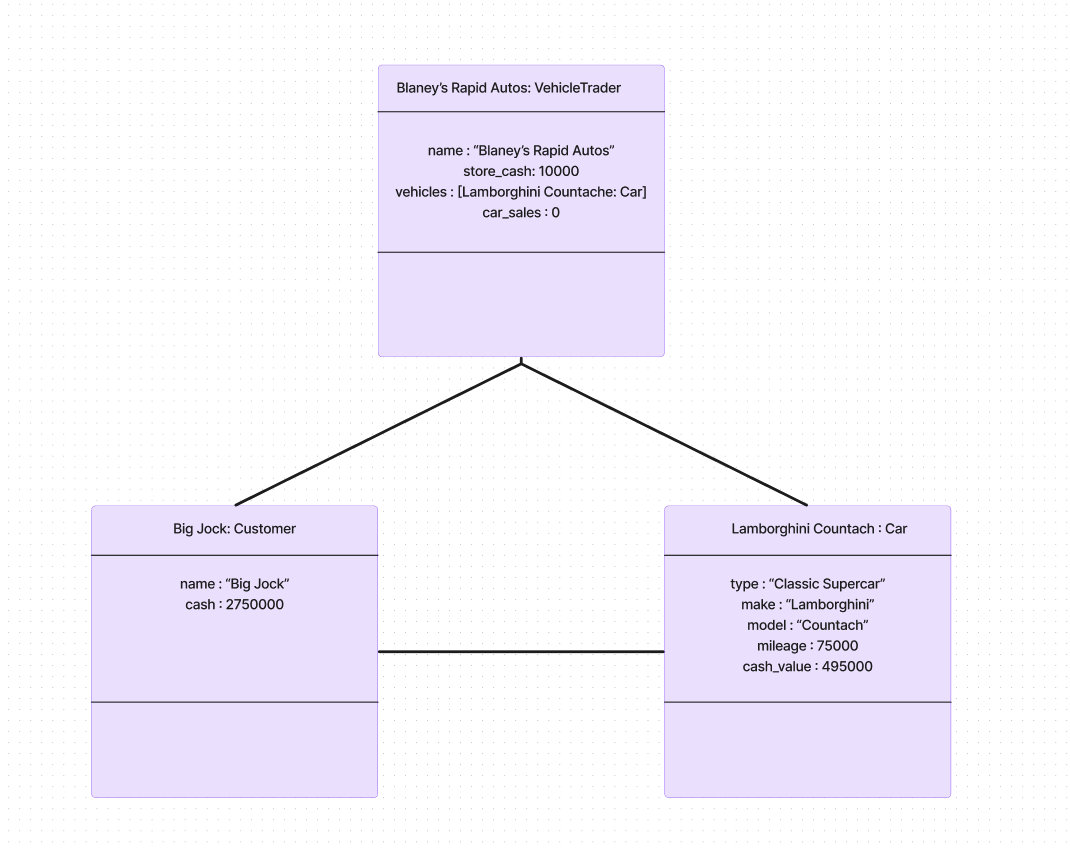 Blaney’s Rapid Autos: VehicleTrader
name : “Blaney’s Rapid Autos”
store_cash: 10000
vehicles : [Lamborghini Countache: Car]
car_sales : 0
Big Jock: Customer
name : “Big Jock”
cash : 2750000
Lamborghini Countach : Car
type : “Classic Supercar”
make : “Lamborghini”
model : “Countach”
mileage : 75000
cash_value : 495000